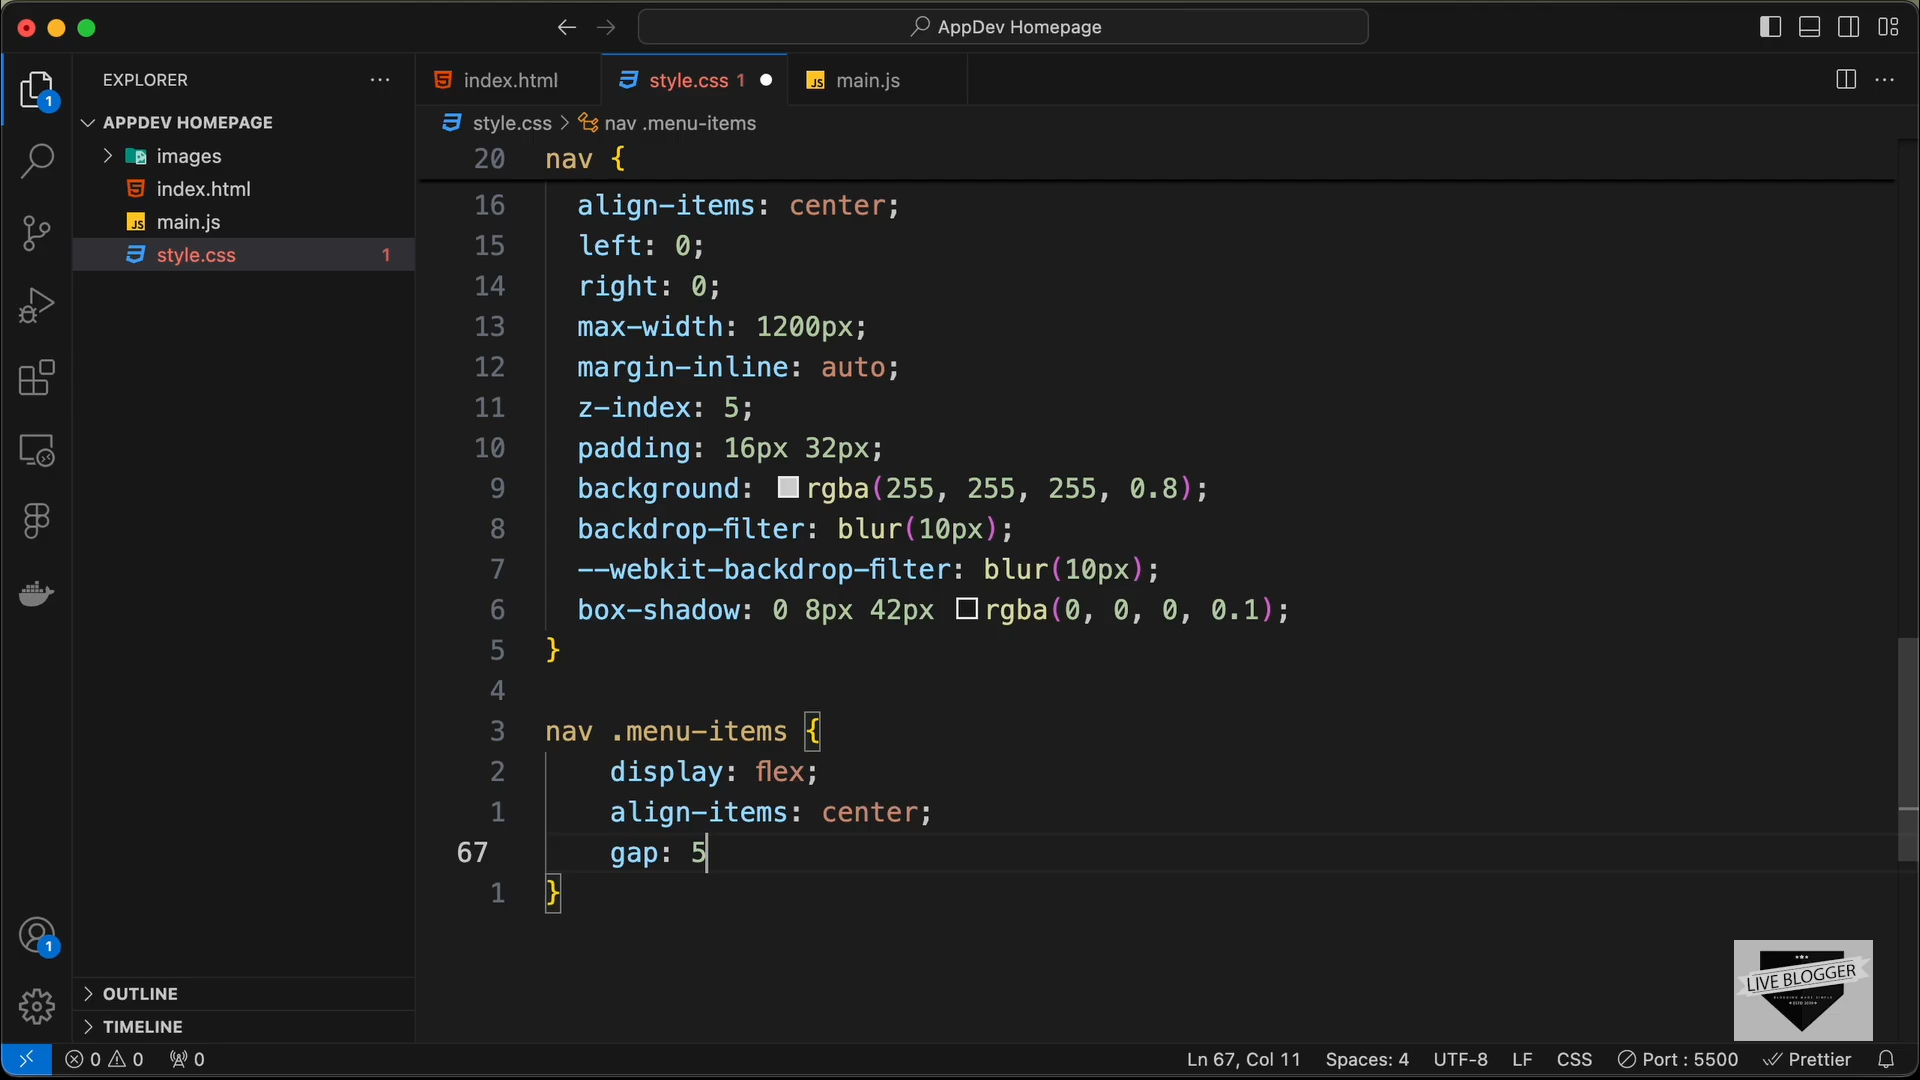 AppDev Homepage
EXPLORER
index.html
style.css 1
main.js
1
APPDEV HOMEPAGE
images
index.html
main.js
style.css 1
style.css > nav .menu-items
20 nav {
16 align-items: center;
15 left: 0;
14 right: 0;
13 max-width: 1200px;
12 margin-inline: auto;
11 z-index: 5;
10 padding: 16px 32px;
9 background: rgba(255, 255, 255, 0.8);
8 backdrop-filter: blur(10px);
7 --webkit-backdrop-filter: blur(10px);
6 box-shadow: 0 8px 42px rgba(0, 0, 0, 0.1);
5 }
4
3 nav .menu-items {
2 display: flex;
1 align-items: center;
67 gap: 5
1 }
1
OUTLINE
TIMELINE
LIVE BLOGGER
0 0 0
Ln 67, Col 11 Spaces: 4 UTF-8 LF CSS Port : 5500 Prettier